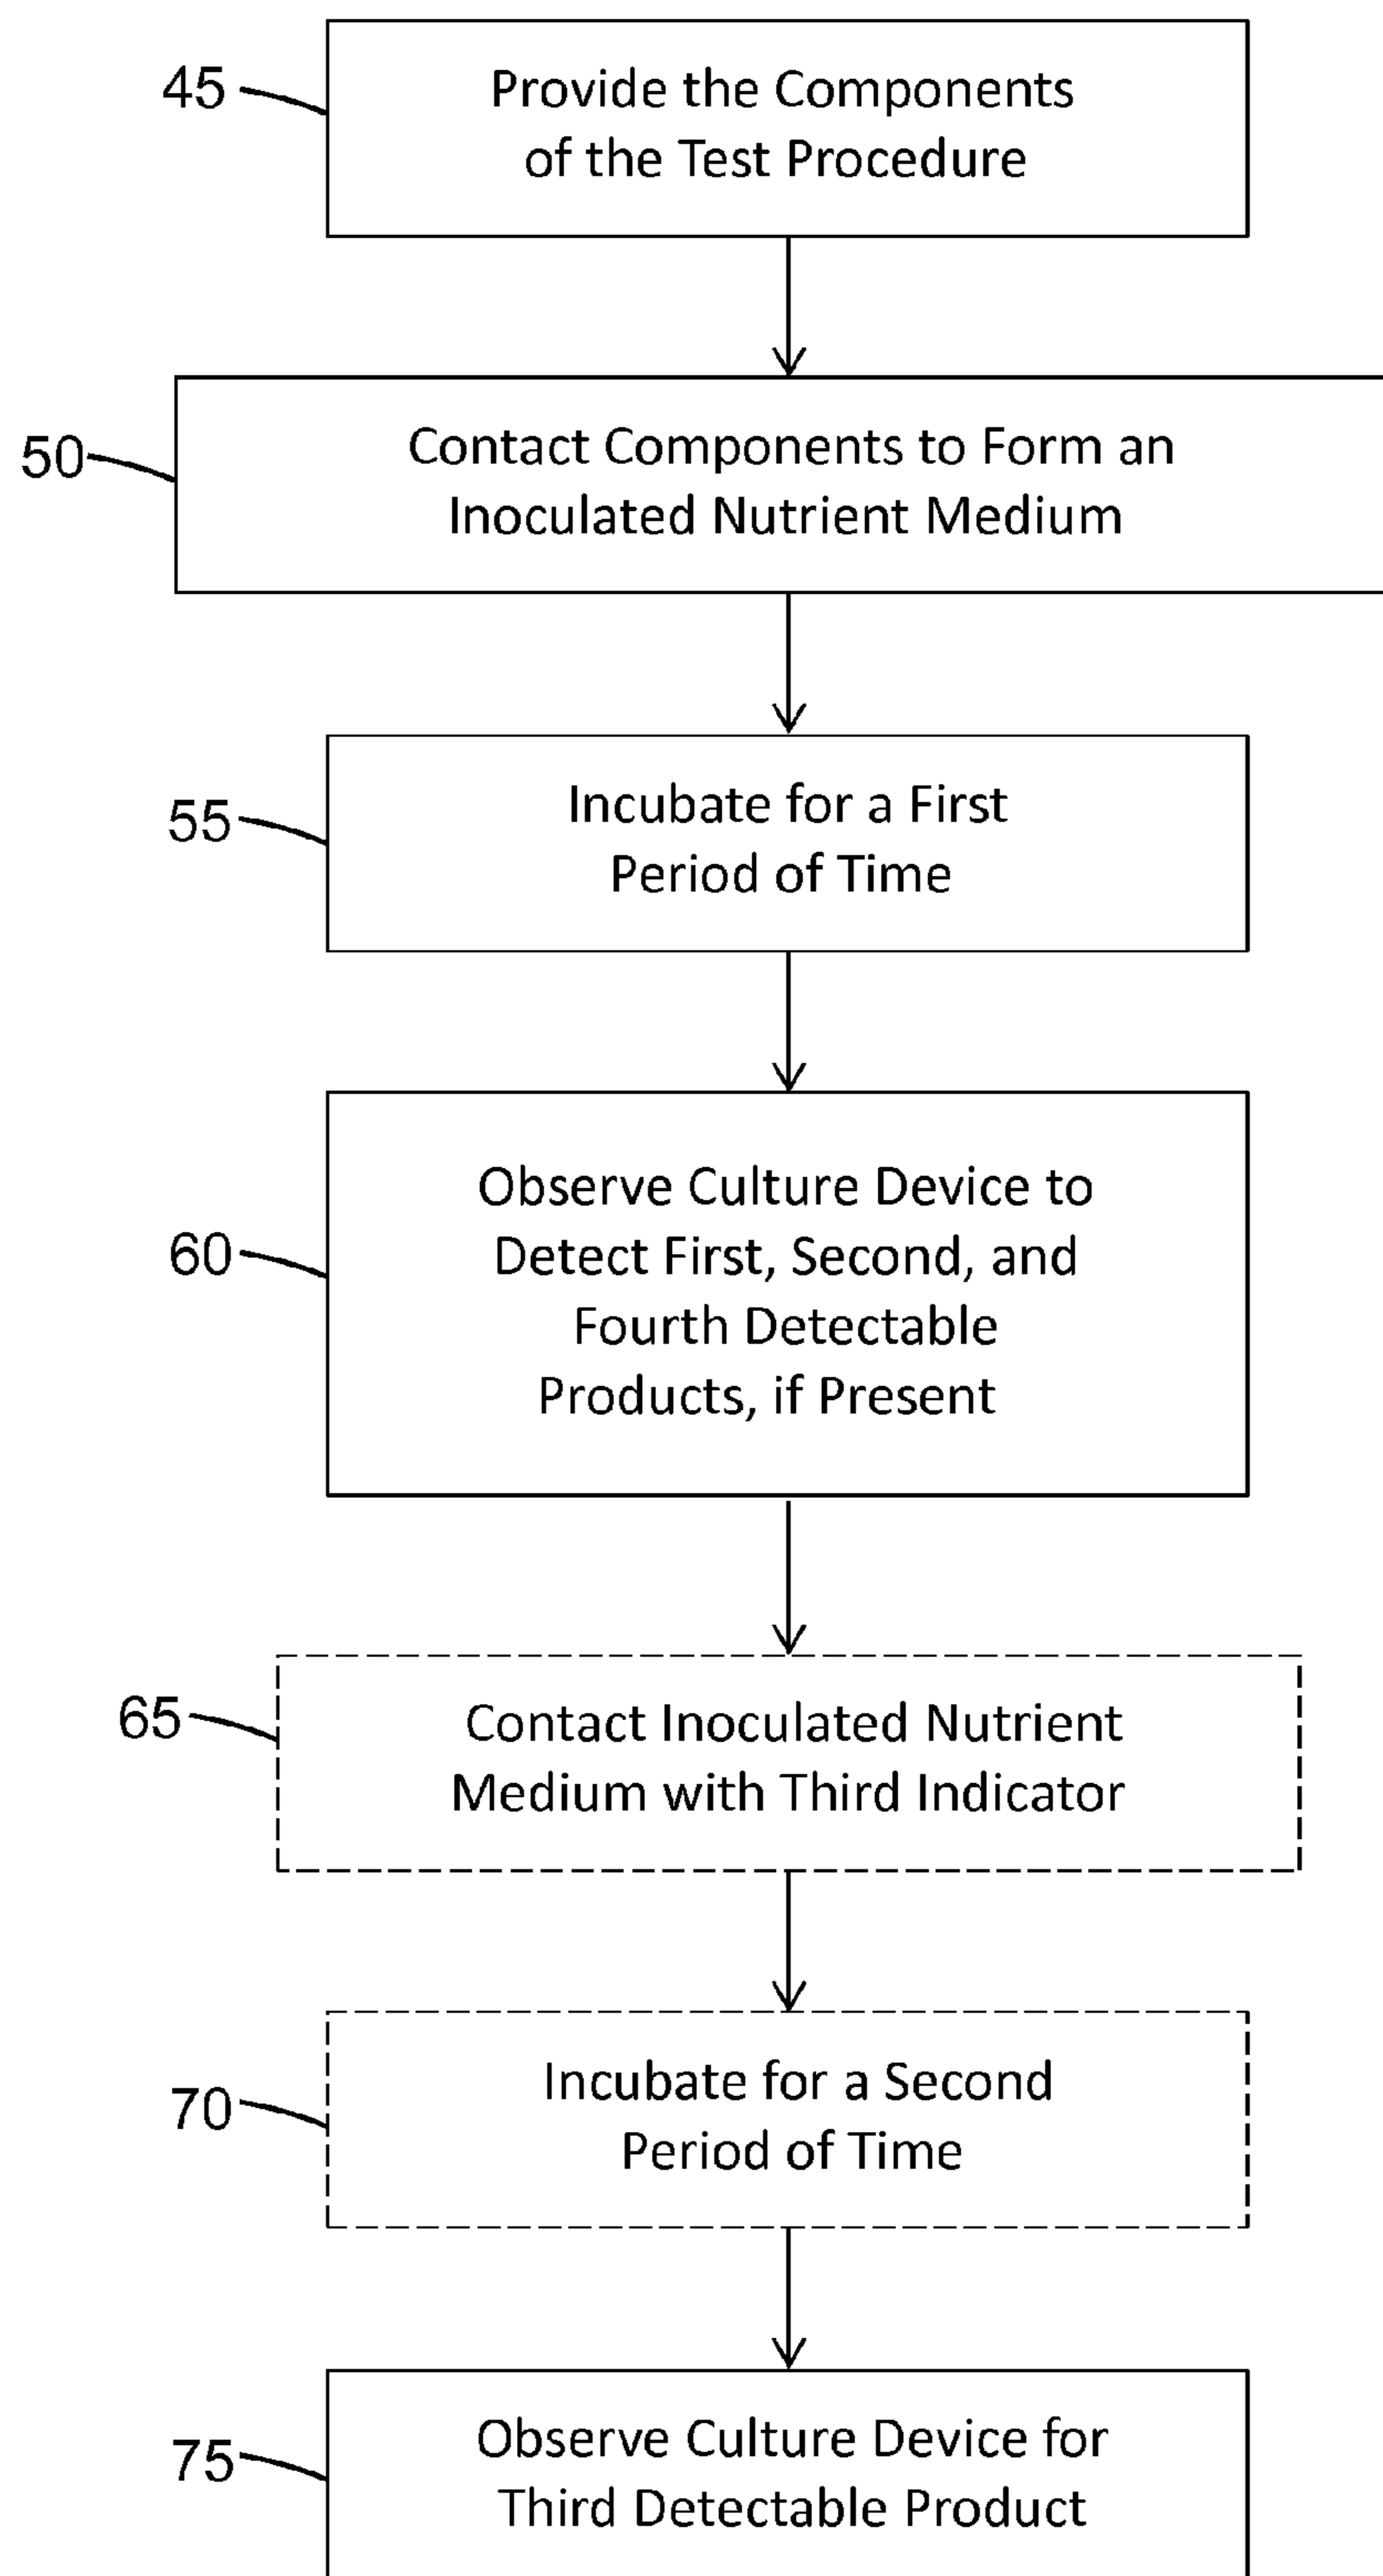 45
Provide the Components
of the Test Procedure
50
Contact Components to Form an
Inoculated Nutrient Medium
55
Incubate for a First
Period of Time
60
Observe Culture Device to
Detect First, Second, and
Fourth Detectable
Products, if Present
65
Contact Inoculated Nutrient
Medium with Third Indicator
70
Incubate for a Second
Period of Time
75
Observe Culture Device for
Third Detectable Product